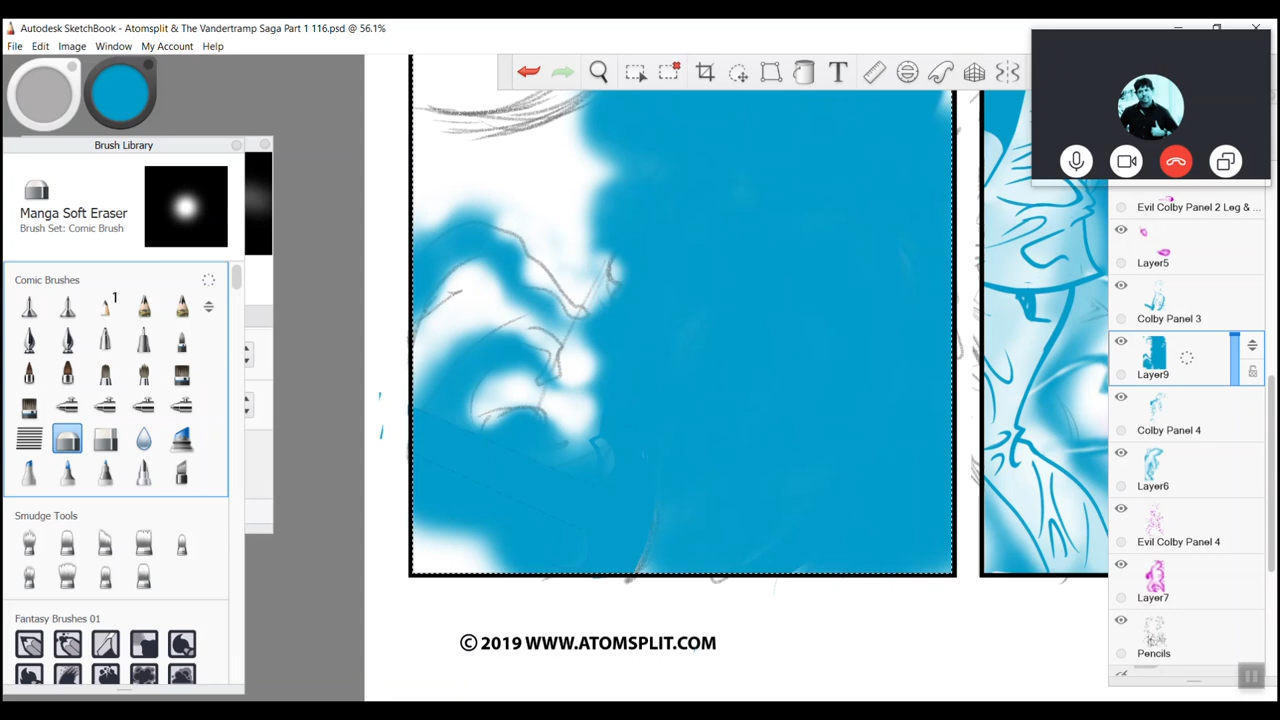 Autodesk SketchBook - Atomsplit & The Vandertramp Saga Part 1 116.psd @ 56.1%
File Edit Image Window My Account Help
Brush Library
Manga Soft Eraser
Brush Set: Comic Brush
Comic Brushes
1
Smudge Tools
Fantasy Brushes 01
T
Evil Colby Panel 2 Leg & ...
Layer5
Colby Panel 3
Layer9
Colby Panel 4
Layer6
Evil Colby Panel 4
Layer7
Pencils
© 2019 WWW.ATOMSPLIT.COM